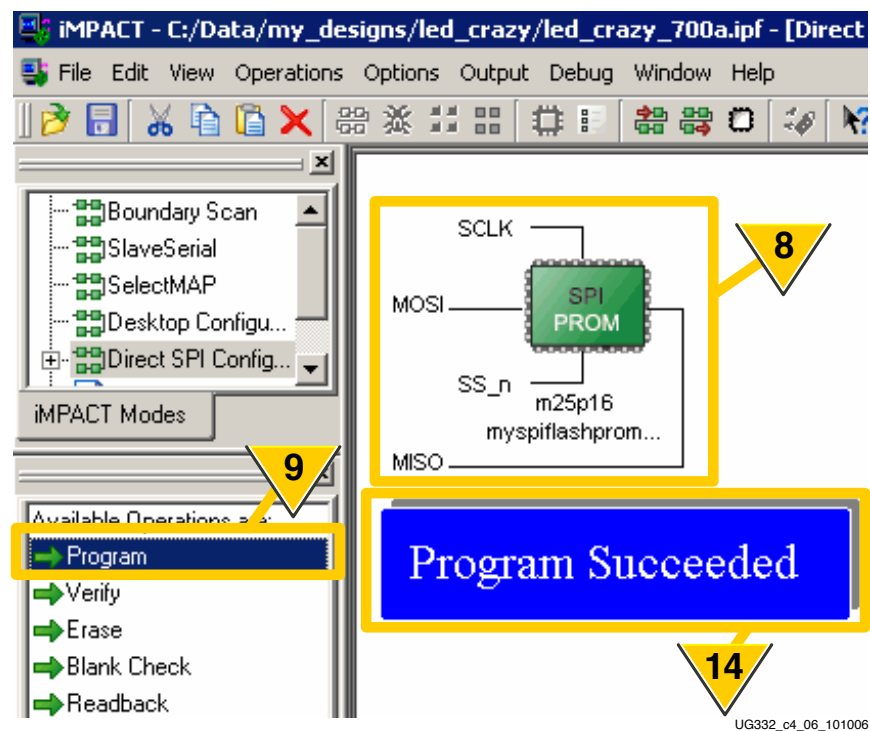 iMPACT - C:/Data/my_designs/led_crazy/led_crazy_700a.ipf - [Direct
File Edit View Operations Options Output Debug Window Help
Boundary Scan
SlaveSerial
SelectMAP
Desktop Configu...
Direct SPI Config...
iMPACT Modes
SCLK
8
MOSI
SPI
PROM
SS_n
m25p16
myspiflashprom...
MISO
9
Available Operations are:
Program
Verify
Erase
Blank Check
Readback
Program Succeeded
14
UG332_c4_06_101006